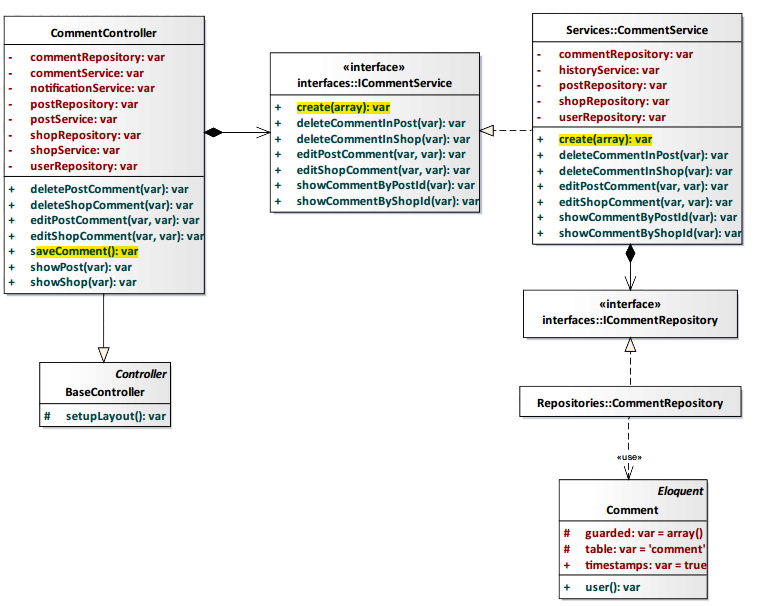 CommentController
- commentRepository: var
- commentService: var
- notificationService: var
- postRepository: var
- postService: var
- shopRepository: var
- shopService: var
- userRepository: var
+ deletePostComment(var): var
+ deleteShopComment(var): var
+ editPostComment(var, var): var
+ editShopComment(var, var): var
+ saveComment(): var
+ showPost(var): var
+ showShop(var): var
«interface»
interfaces::ICommentService
+ create(array): var
+ deleteCommentInPost(var): var
+ deleteCommentInShop(var): var
+ editPostComment(var, var): var
+ editShopComment(var, var): var
+ showCommentByPostId(var): var
+ showCommentByShopId(var): var
Services::CommentService
- commentRepository: var
- historyService: var
- postRepository: var
- shopRepository: var
- userRepository: var
+ create(array): var
+ deleteCommentInPost(var): var
+ deleteCommentInShop(var): var
+ editPostComment(var, var): var
+ editShopComment(var, var): var
+ showCommentByPostId(var): var
+ showCommentByShopId(var): var
«interface»
interfaces::ICommentRepository
Controller
BaseController
# setupLayout(): var
Repositories::CommentRepository
«use»
Eloquent
Comment
# guarded: var = array()
# table: var = 'comment'
+ timestamps: var = true
+ user(): var